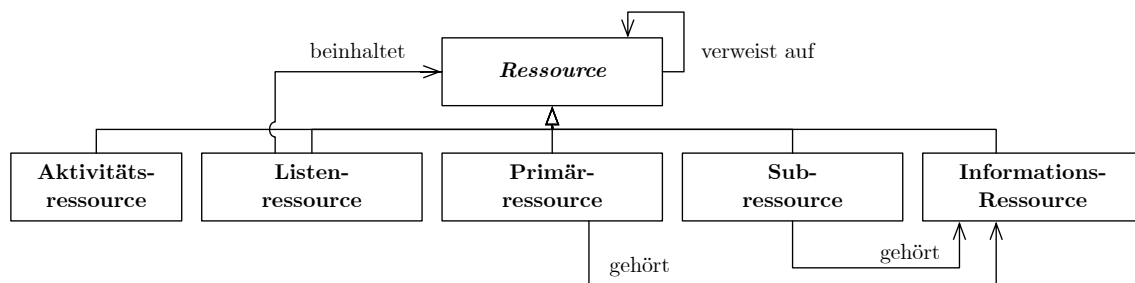 beinhaltet
Ressource
verweist auf
Aktivitäts-
ressource
Listen-
ressource
Primär-
ressource
Sub-
ressource
Informations-
Ressource
gehört
gehört